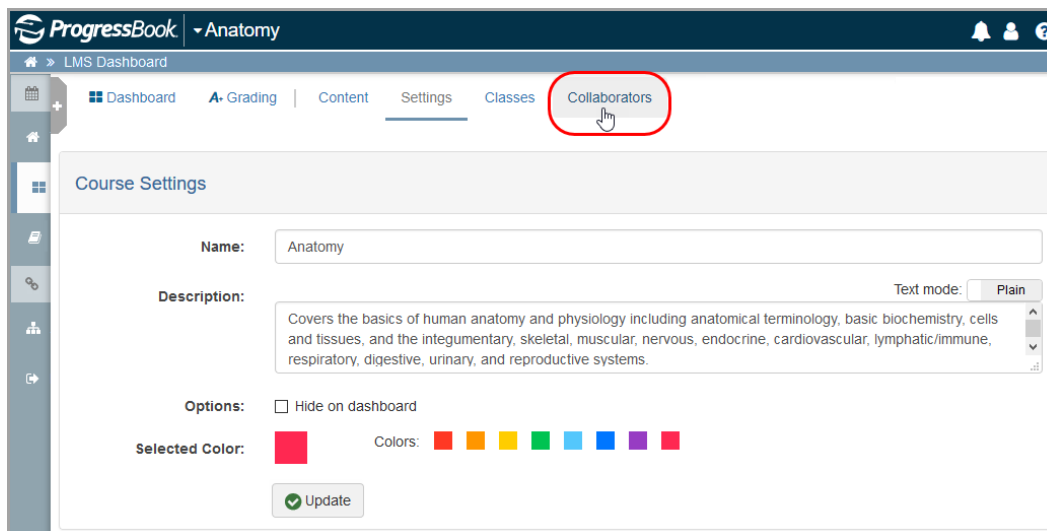 ProgressBook Anatomy
» LMS Dashboard
Dashboard A+ Grading Content Settings Classes Collaborators
Course Settings
Name: Anatomy
Text mode: Plain
Description:
Covers the basics of human anatomy and physiology including anatomical terminology, basic biochemistry, cells
and tissues, and the integumentary, skeletal, muscular, nervous, endocrine, cardiovascular, lymphatic/immune,
respiratory, digestive, urinary, and reproductive systems.
Options: Hide on dashboard
Selected Color: Colors:
Update